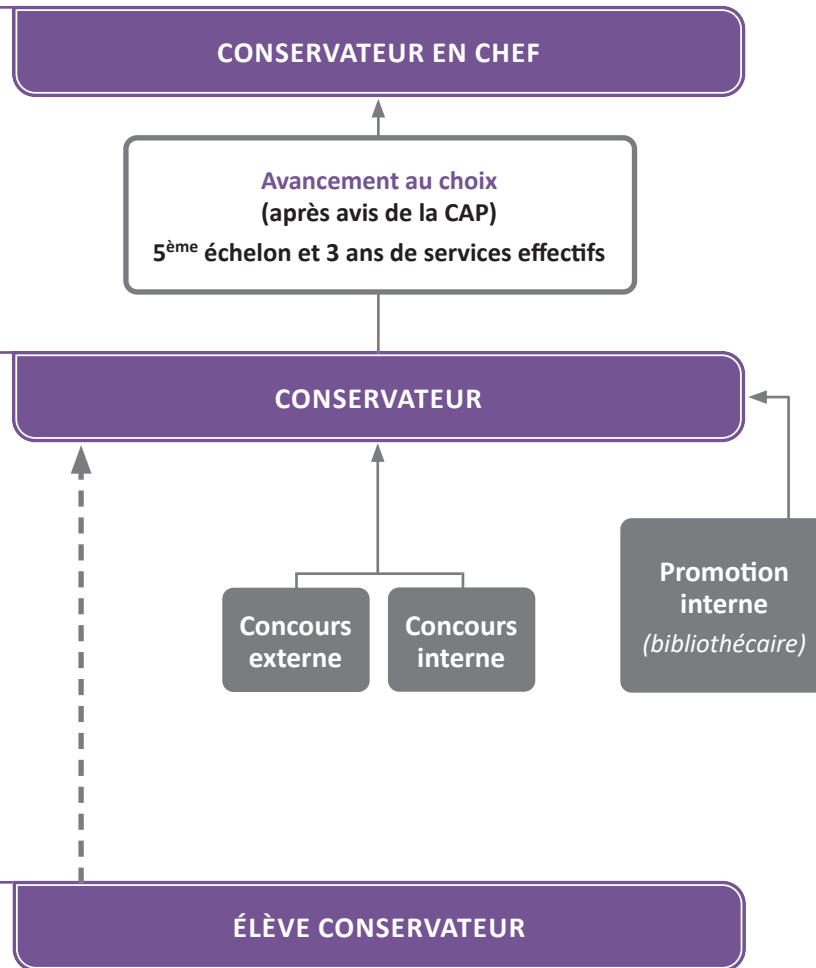 CONSERVATEUR EN CHEF
Avancement au choix
(après avis de la CAP)
5ème échelon et 3 ans de services effectifs
CONSERVATEUR
Concours
externe
Concours
interne
Promotion
interne
(bibliothécaire)
ÉLÈVE CONSERVATEUR